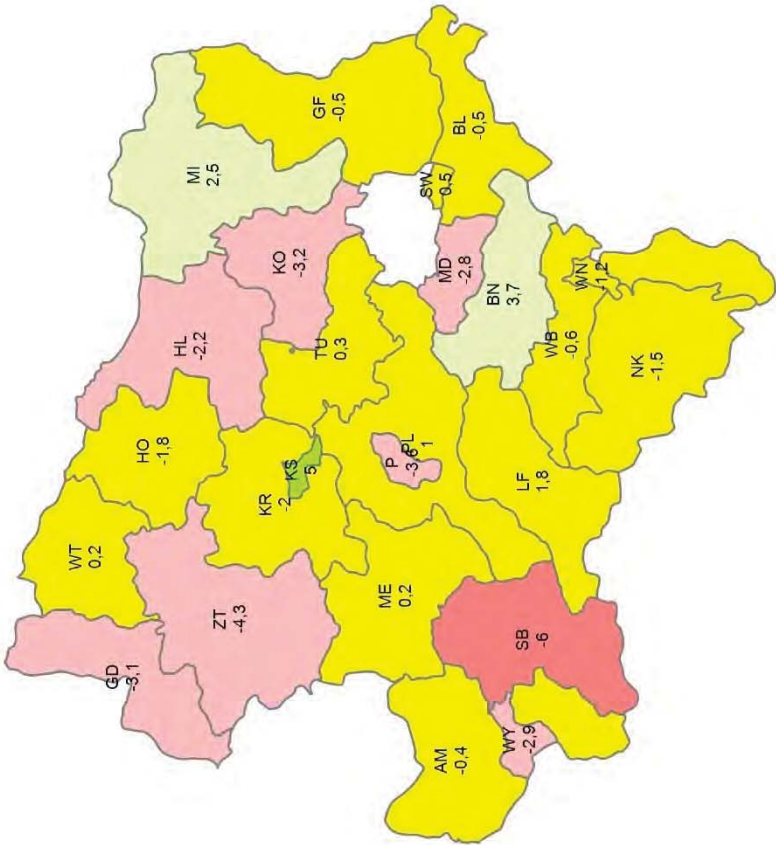 WT
0,2
GD
-3,1
HO
-1,8
HL
-2,2
MI
2,5
ZT
-4,3
KR
-2
KO
-3,2
KS
5
GF
-0,5
TU
0,3
ME
0,2
P
-3,6
PL
1
SW
0,5
AM
-0,4
MD
-2,8
BL
-0,5
BN
3,7
WY
-2,9
SB
-6
LF
1,8
WB
-0,6
WN
-1,2
NK
-1,5